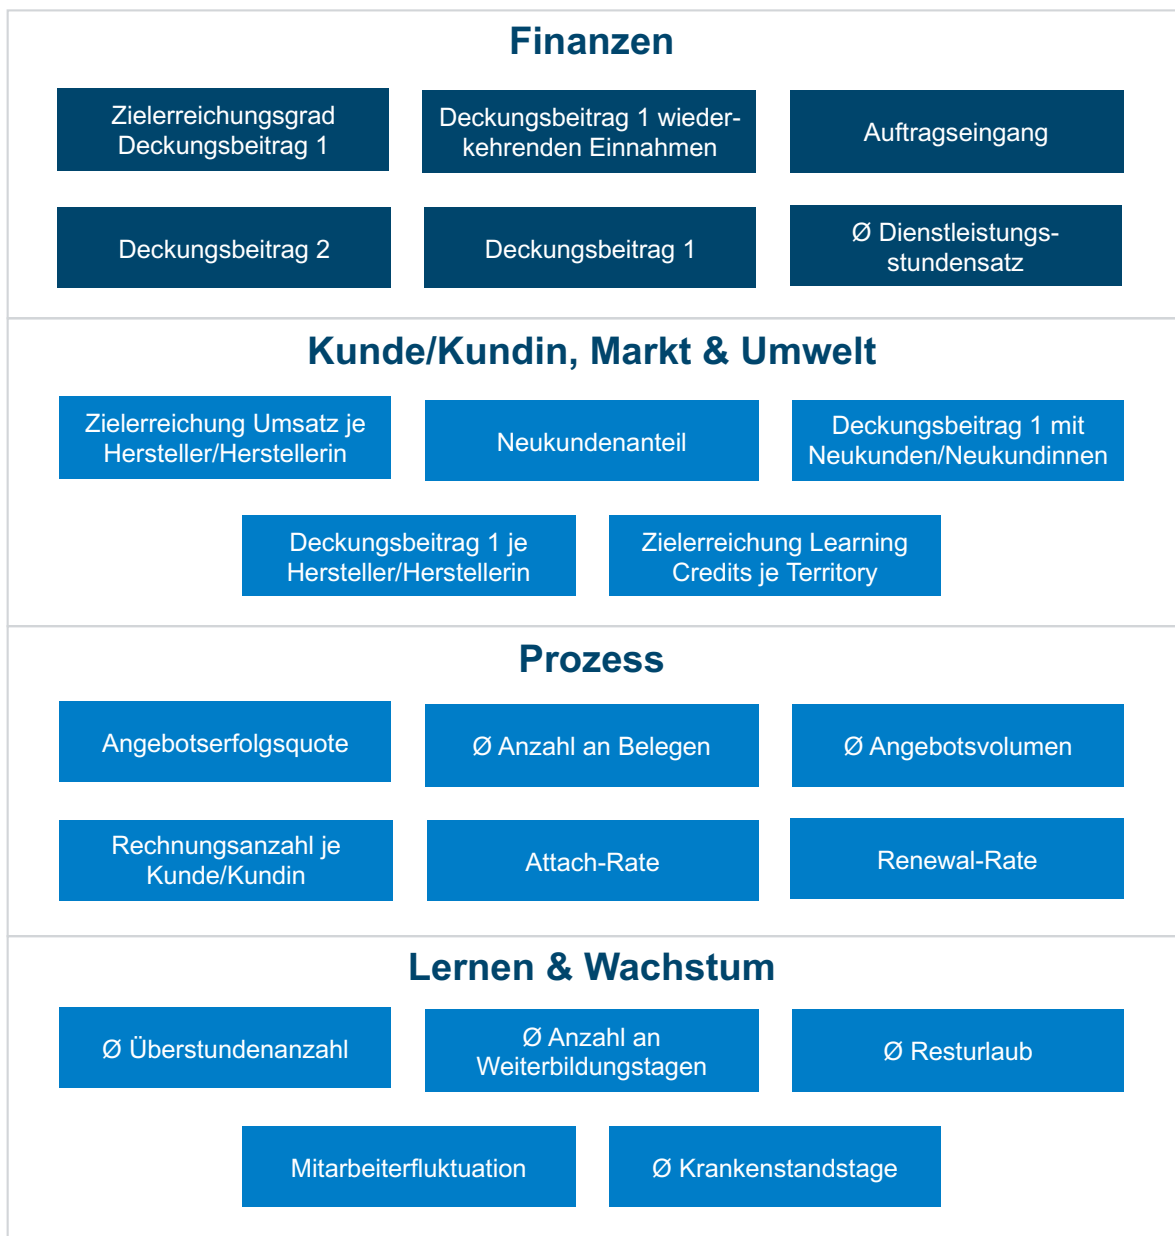 Finanzen
Zielerreichungsgrad
Deckungsbeitrag 1
Deckungsbeitrag 1 wieder-
kehrenden Einnahmen
Auftragseingang
Deckungsbeitrag 2
Deckungsbeitrag 1
Ø Dienstleistungs-
stundensatz
Kunde/Kundin, Markt & Umwelt
Zielerreichung Umsatz je
Hersteller/Herstellerin
Neukundenanteil
Deckungsbeitrag 1 mit
Neukunden/Neukundinnen
Deckungsbeitrag 1 je
Hersteller/Herstellerin
Zielerreichung Learning
Credits je Territory
Prozess
Angebotserfolgsquote
Ø Anzahl an Belegen
Ø Angebotsvolumen
Rechnungsanzahl je
Kunde/Kundin
Attach-Rate
Renewal-Rate
Lernen & Wachstum
Ø Überstundenanzahl
Ø Anzahl an
Weiterbildungstagen
Ø Resturlaub
Mitarbeiterfluktuation
Ø Krankenstandstage